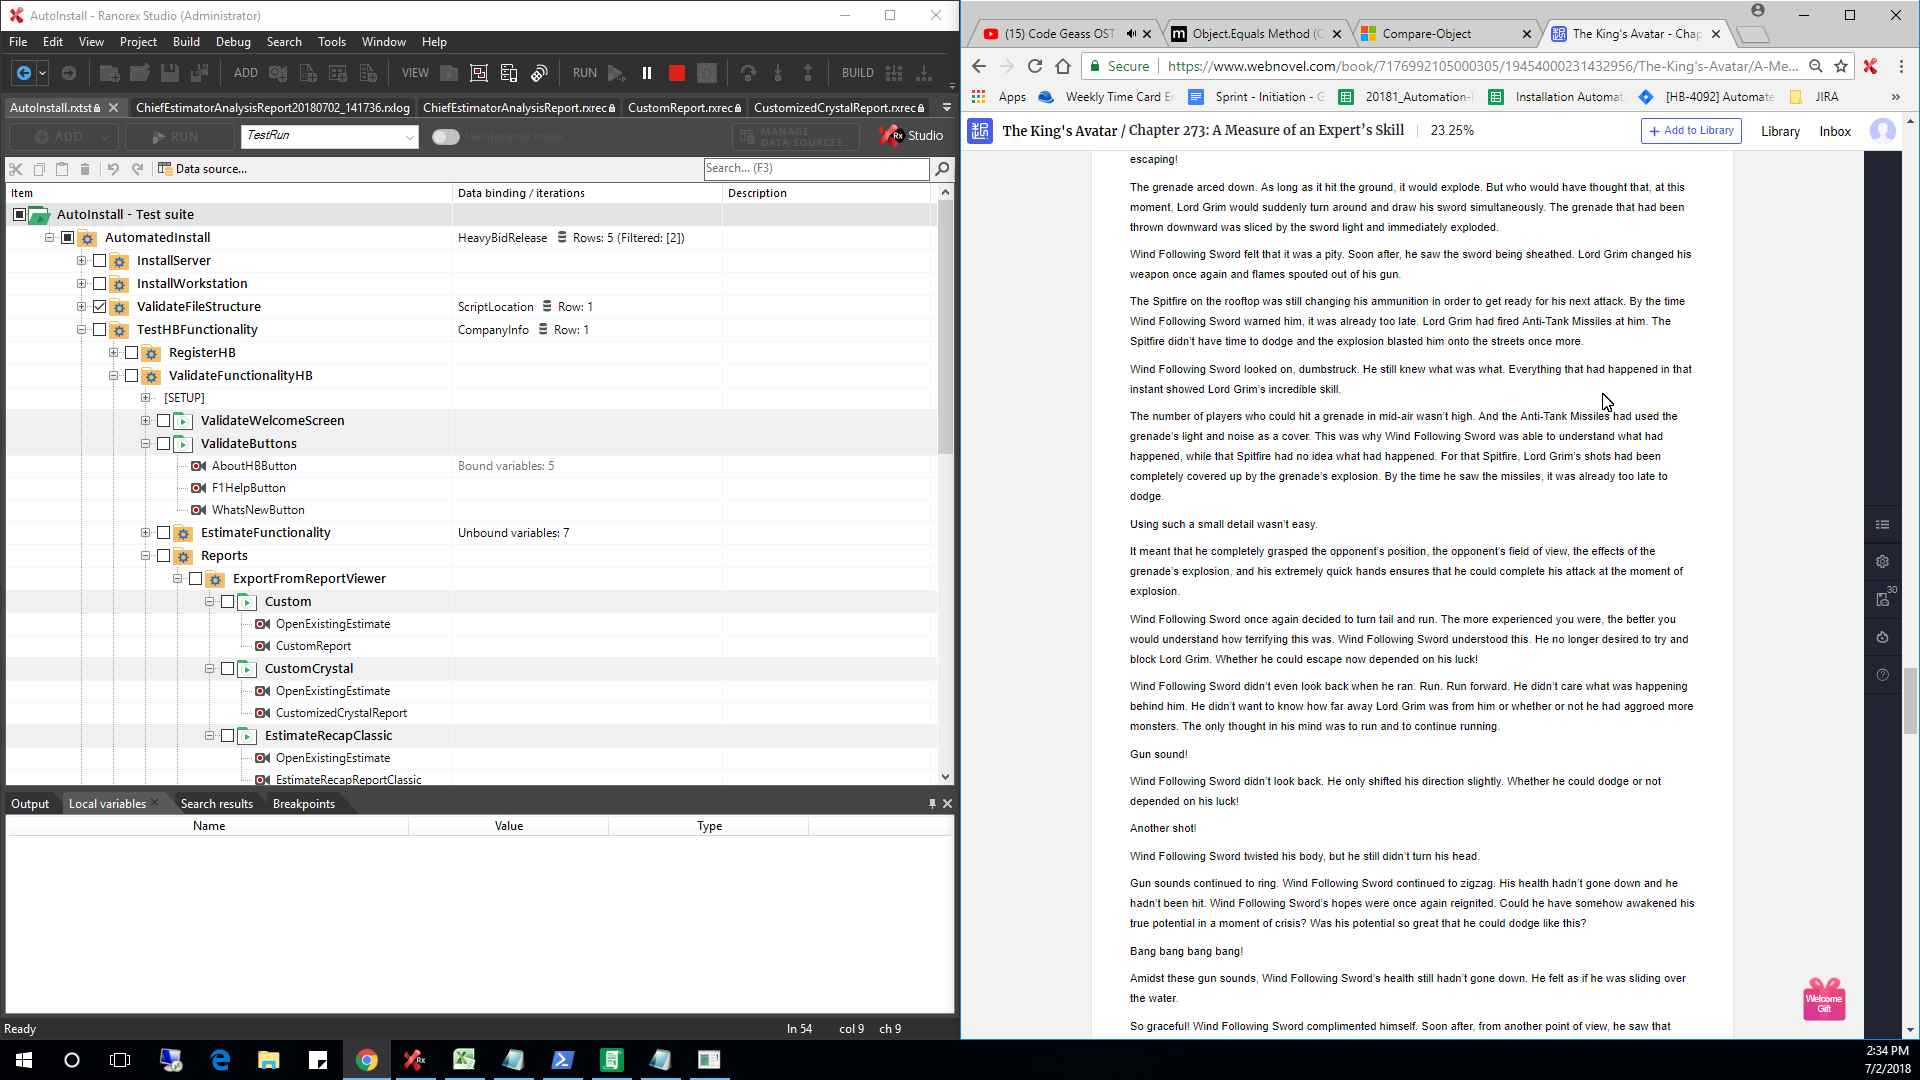 AutoInstall - Ranorex Studio (Administrator)
File Edit View Project Build Debug Search Tools Window Help
ADD VIEW RUN BUILD
AutoInstall.rxtst ChiefEstimatorAnalysisReport20180702_141736.rxlog ChiefEstimatorAnalysisReport.rxrec CustomReport.rxrec CustomizedCrystalReport.rxrec
ADD RUN TestRun MANAGE DATA SOURCES Rx Studio
Data source... Search... (F3)
Item Data binding / iterations Description
AutoInstall - Test suite
AutomatedInstall HeavyBidRelease Rows: 5 (Filtered: [2])
InstallServer
InstallWorkstation
ValidateFileStructure ScriptLocation Row: 1
TestHBFunctionality CompanyInfo Row: 1
RegisterHB
ValidateFunctionalityHB
[SETUP]
ValidateWelcomeScreen
ValidateButtons
AboutHBButton Bound variables: 5
F1HelpButton
WhatsNewButton
EstimateFunctionality Unbound variables: 7
Reports
ExportFromReportViewer
Custom
OpenExistingEstimate
CustomReport
CustomCrystal
OpenExistingEstimate
CustomizedCrystalReport
EstimateRecapClassic
OpenExistingEstimate
EstimateRecapReportClassic
Output Local variables Search results Breakpoints
Name Value Type
Ready ln 54 col 9 ch 9
(15) Code Geass OST Object.Equals Method (C Compare-Object The King's Avatar - Chap
Secure https://www.webnovel.com/book/7176992105000305/19454000231432956/The-King's-Avatar/A-Me...
Apps Weekly Time Card E Sprint - Initiation - G 20181_Automation- Installation Automat [HB-4092] Automate JIRA »
The King's Avatar / Chapter 273: A Measure of an Expert's Skill 23.25% + Add to Library Library Inbox
escaping!
The grenade arced down. As long as it hit the ground, it would explode. But who would have thought that, at this
moment, Lord Grim would suddenly turn around and draw his sword simultaneously. The grenade that had been
thrown downward was sliced by the sword light and immediately exploded.
Wind Following Sword felt that it was a pity. Soon after, he saw the sword being sheathed. Lord Grim changed his
weapon once again and flames spouted out of his gun.
The Spitfire on the rooftop was still changing his ammunition in order to get ready for his next attack. By the time
Wind Following Sword warned him, it was already too late. Lord Grim had fired Anti-Tank Missiles at him. The
Spitfire didn't have time to dodge and the explosion blasted him onto the streets once more.
Wind Following Sword looked on, dumbstruck. He still knew what was what. Everything that had happened in that
instant showed Lord Grim's incredible skill.
The number of players who could hit a grenade in mid-air wasn't high. And the Anti-Tank Missiles had used the
grenade's light and noise as a cover. This was why Wind Following Sword was able to understand what had
happened, while that Spitfire had no idea what had happened. For that Spitfire, Lord Grim's shots had been
completely covered up by the grenade's explosion. By the time he saw the missiles, it was already too late to
dodge.
Using such a small detail wasn't easy.
It meant that he completely grasped the opponent's position, the opponent's field of view, the effects of the
grenade's explosion, and his extremely quick hands ensures that he could complete his attack at the moment of
explosion.
Wind Following Sword once again decided to turn tail and run. The more experienced you were, the better you
would understand how terrifying this was. Wind Following Sword understood this. He no longer desired to try and
block Lord Grim. Whether he could escape now depended on his luck!
Wind Following Sword didn't even look back when he ran. Run. Run forward. He didn't care what was happening
behind him. He didn't want to know how far away Lord Grim was from him or whether or not he had aggroed more
monsters. The only thought in his mind was to run and to continue running.
Gun sound!
Wind Following Sword didn't look back. He only shifted his direction slightly. Whether he could dodge or not
depended on his luck!
Another shot!
Wind Following Sword twisted his body, but he still didn't turn his head.
Gun sounds continued to ring. Wind Following Sword continued to zigzag. His health hadn't gone down and he
hadn't been hit. Wind Following Sword's hopes were once again reignited. Could he have somehow awakened his
true potential in a moment of crisis? Was his potential so great that he could dodge like this?
Bang bang bang bang!
Amidst these gun sounds, Wind Following Sword's health still hadn't gone down. He felt as if he was sliding over
the water.
So graceful! Wind Following Sword complimented himself. Soon after, from another point of view, he saw that
30
Welcome Gift
2:34 PM
7/2/2018